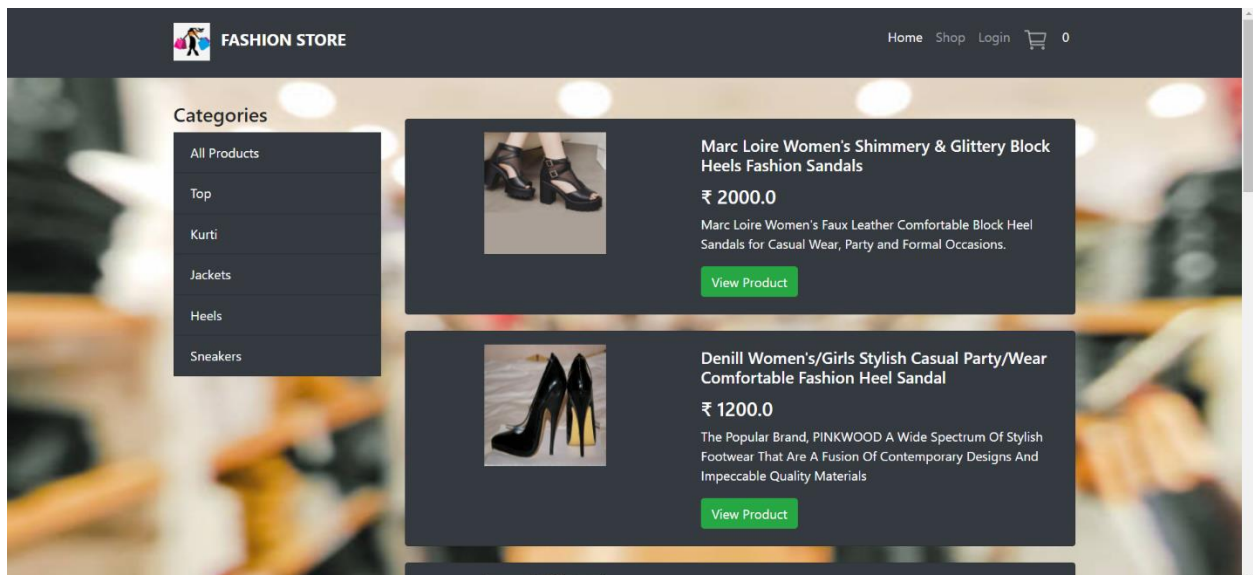 FASHION STORE
Home Shop Login 0
Categories
All Products
Top
Kurti
Jackets
Heels
Sneakers
Marc Loire Women's Shimmery & Glittery Block
Heels Fashion Sandals
₹ 2000.0
Marc Loire Women's Faux Leather Comfortable Block Heel
Sandals for Casual Wear, Party and Formal Occasions.
View Product
Denill Women's/Girls Stylish Casual Party/Wear
Comfortable Fashion Heel Sandal
₹ 1200.0
The Popular Brand, PINKWOOD A Wide Spectrum Of Stylish
Footwear That Are A Fusion Of Contemporary Designs And
Impeccable Quality Materials
View Product